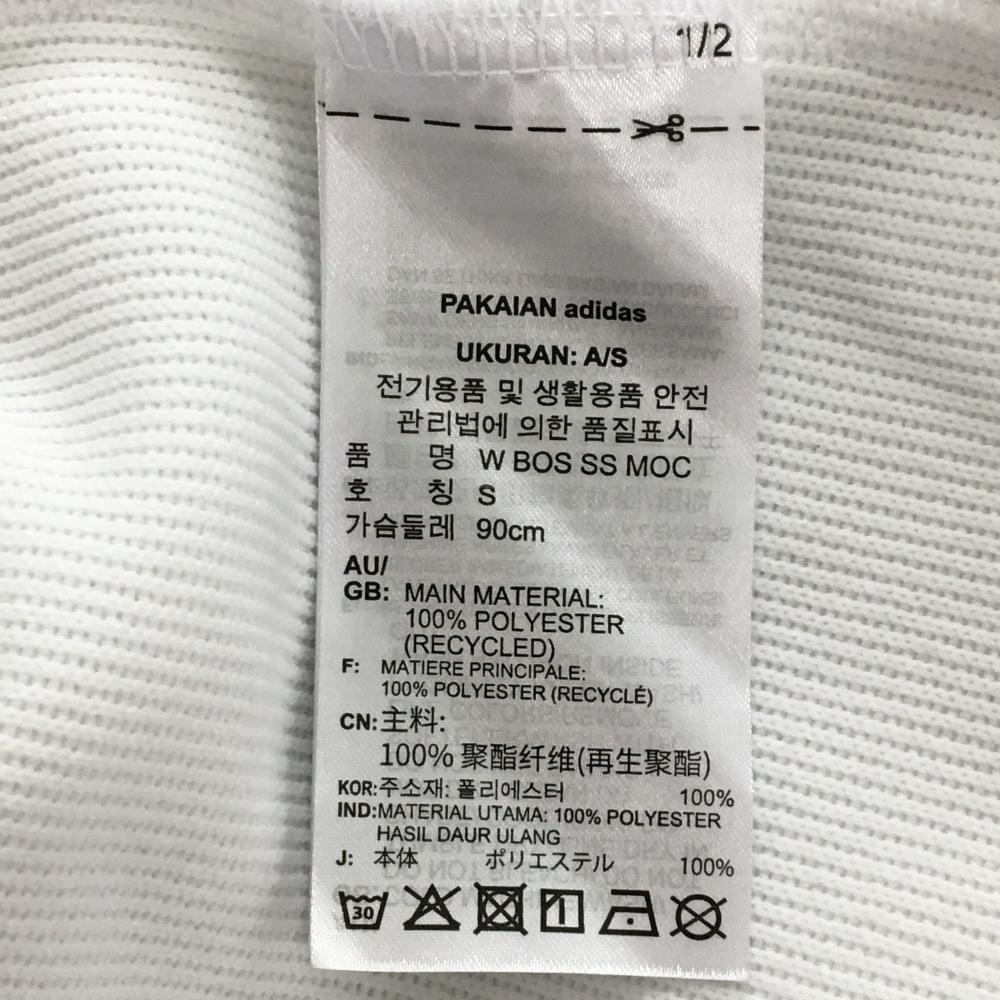 1/2
PAKAIAN adidas
UKURAN: A/S
전기용품 및 생활용품 안전
관리법에 의한 품질표시
품 명 W BOS SS MOC
호 칭 S
가슴둘레 90cm
AU/
GB: MAIN MATERIAL:
100% POLYESTER
(RECYCLED)
F: MATIERE PRINCIPALE:
100% POLYESTER (RECYCLÉ)
CN:主料:
100% 聚酯纤维(再生聚酯)
KOR:주소재: 폴리에스터 100%
IND:MATERIAL UTAMA: 100% POLYESTER
HASIL DAUR ULANG
J: 本体 ポリエステル 100%
30